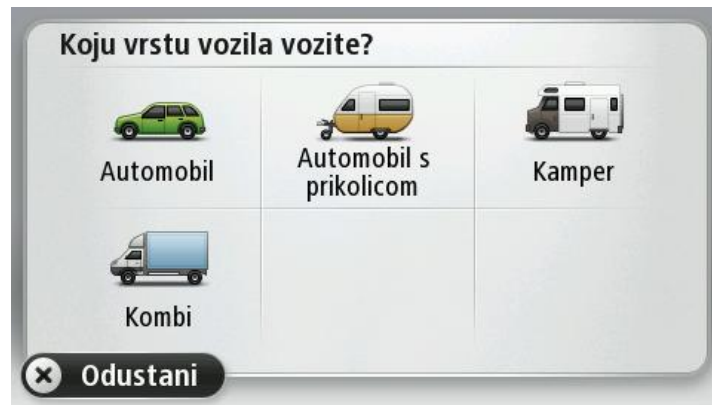 Koju vrstu vozila vozite?
Automobil
Automobil s
prikolicom
Kamper
Kombi
Odustani